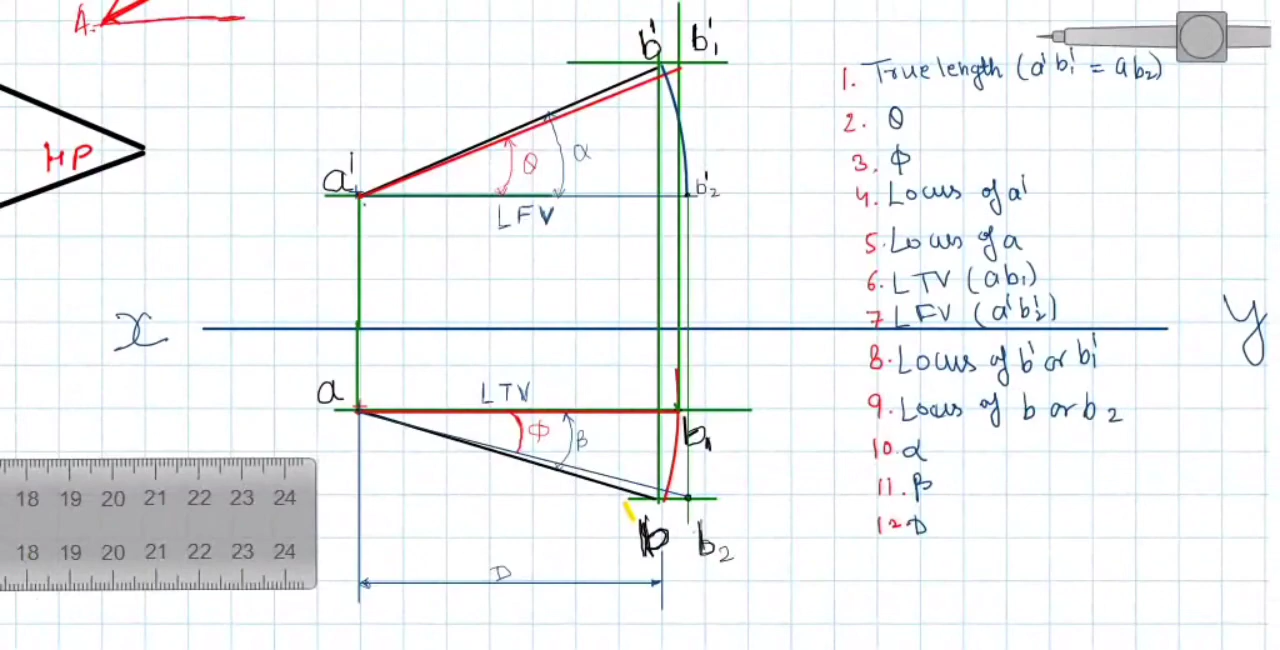 A.
HP
a'
b'
b'₁
θ
α
b'₂
LFV
x
y
a
LTV
Φ
β
b₁
b
b₂
D
18 19 20 21 22 23 24
18 19 20 21 22 23 24
1. True length (a'b'₁ = ab₂)
2. θ
3. Φ
4. Locus of a'
5. Locus of a
6. LTV (ab₁)
7 LFV (a'b'₂)
8. Locus of b' or b'₁
9. Locus of b or b₂
10. α
11. β
12 D